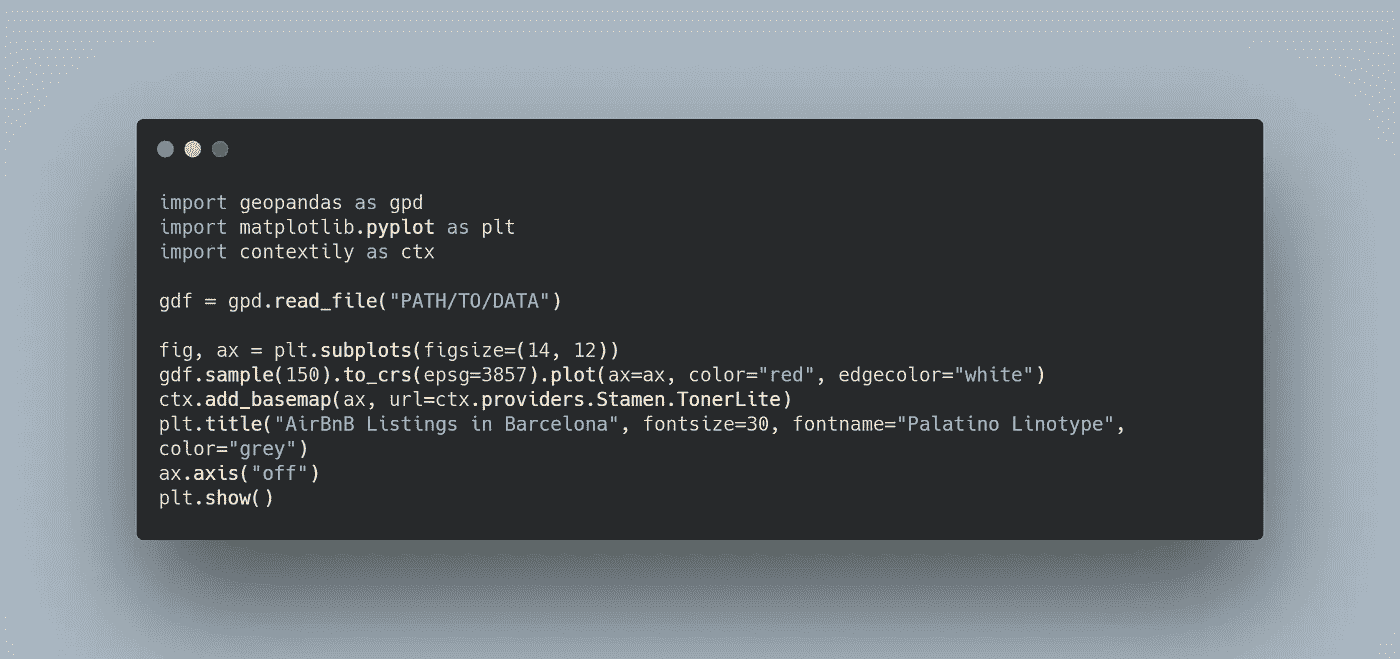 import geopandas as gpd
import matplotlib.pyplot as plt
import contextily as ctx
gdf = gpd.read_file("PATH/TO/DATA")
fig, ax = plt.subplots(figsize=(14, 12))
gdf.sample(150).to_crs(epsg=3857).plot(ax=ax, color="red", edgecolor="white")
ctx.add_basemap(ax, url=ctx.providers.Stamen.TonerLite)
plt.title("AirBnB Listings in Barcelona", fontsize=30, fontname="Palatino Linotype",
color="grey")
ax.axis("off")
plt.show()